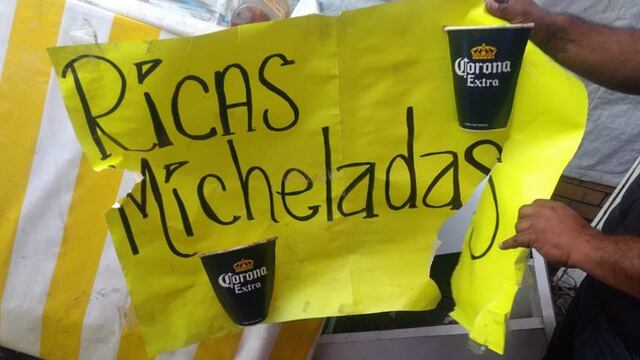 Ricas
Micheladas
Corona
Extra
Corona
Extra